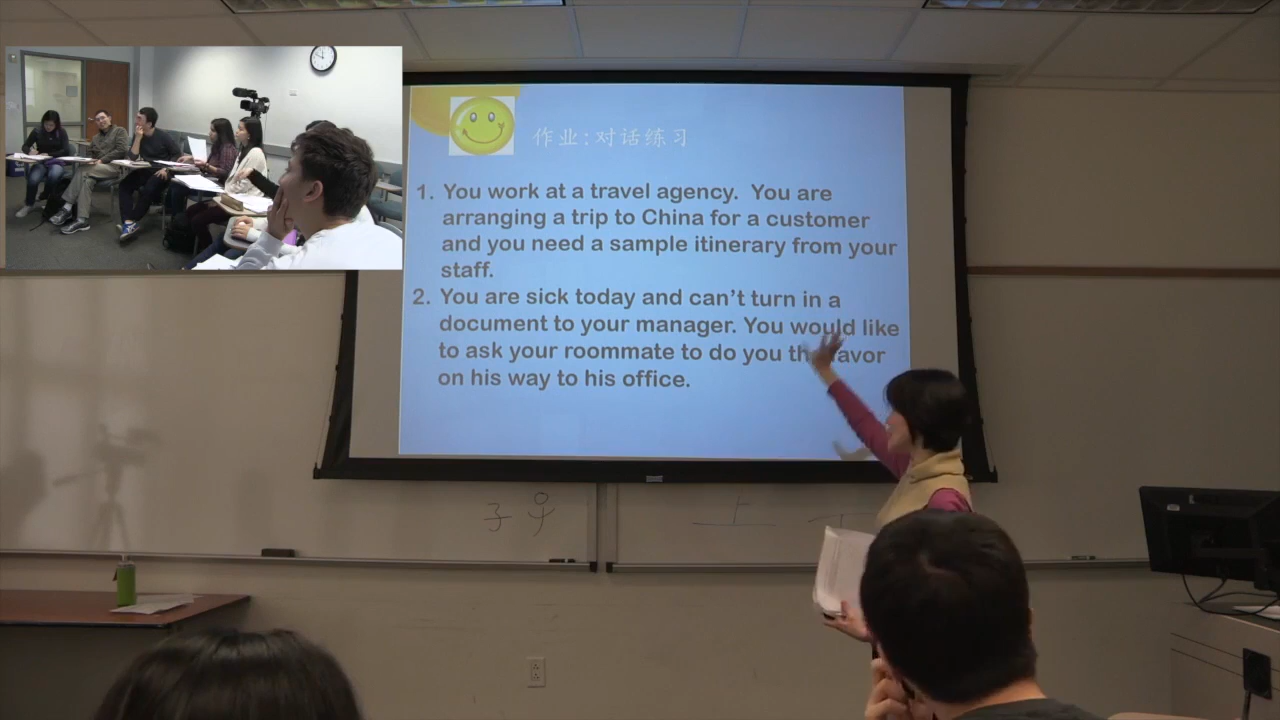 作业:对话练习
1. You work at a travel agency. You are
arranging a trip to China for a customer
and you need a sample itinerary from your
staff.
2. You are sick today and can't turn in a
document to your manager. You would like
to ask your roommate to do you the favor
on his way to his office.
子
上